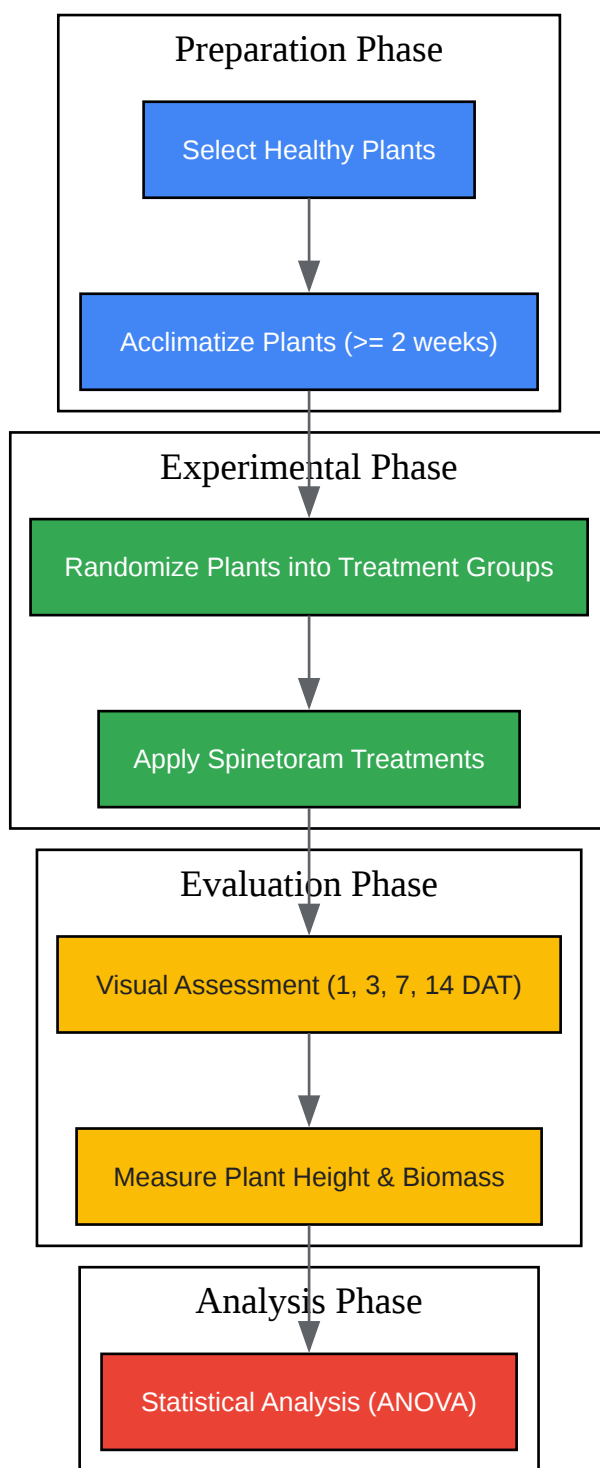 Preparation Phase
Select Healthy Plants
Acclimatize Plants (>= 2 weeks)
Experimental Phase
Randomize Plants into Treatment Groups
Apply Spinetoram Treatments
Evaluation Phase
Visual Assessment (1, 3, 7, 14 DAT)
Measure Plant Height & Biomass
Analysis Phase
Statistical Analysis (ANOVA)